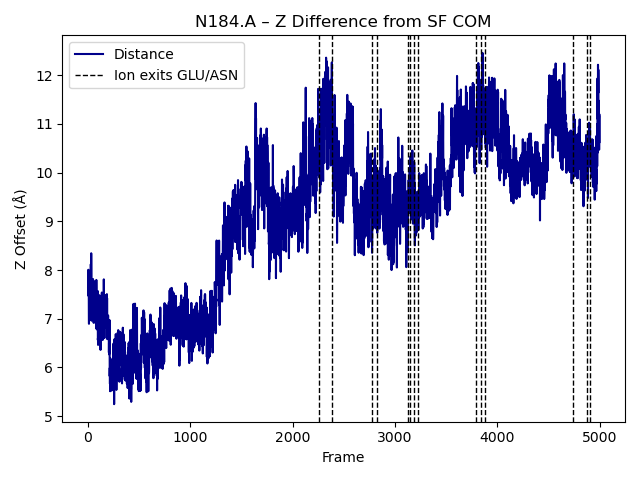 N184.A – Z Difference from SF COM
Distance
Ion exits GLU/ASN
12
11
10
9
8
7
6
5
Z Offset (Å)
0 1000 2000 3000 4000 5000
Frame